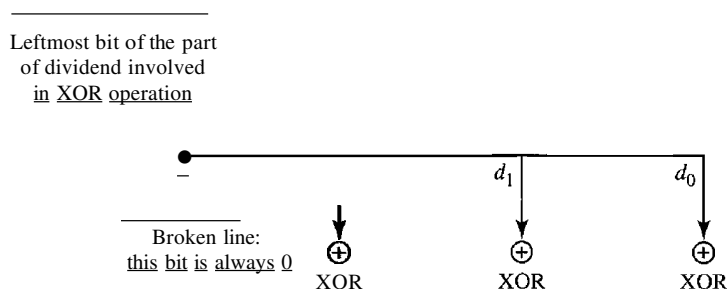 Leftmost bit of the part
of dividend involved
in XOR operation
d1
d0
Broken line:
this bit is always 0
XOR
XOR
XOR